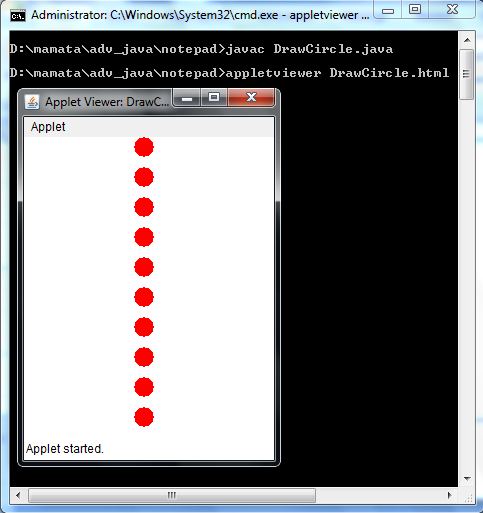 Administrator: C:\Windows\System32\cmd.exe - appletviewer ...
D:\mamata\adv_java\notepad>javac DrawCircle.java
D:\mamata\adv_java\notepad>appletviewer DrawCircle.html
Applet Viewer: DrawC...
Applet
Applet started.